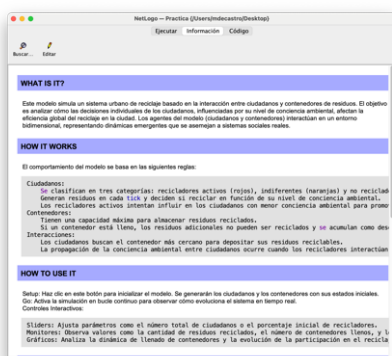 NetLogo — Practica {/Users/mdecastro/Desktop}
Ejecutar Información Código
Buscar... Editar
WHAT IS IT?
Este modelo simula un sistema urbano de reciclaje basado en la interacción entre ciudadanos y contenedores de residuos. El objetivo
es analizar cómo las decisiones individuales de los ciudadanos, influenciadas por su nivel de conciencia ambiental, afectan la
eficiencia global del reciclaje en la ciudad. Los agentes del modelo (ciudadanos y contenedores) interactúan en un entorno
bidimensional, representando dinámicas emergentes que se asemejan a sistemas sociales reales.
HOW IT WORKS
El comportamiento del modelo se basa en las siguientes reglas:
Ciudadanos:
Se clasifican en tres categorías: recicladores activos (rojos), indiferentes (naranjas) y no reciclad
Generan residuos en cada tick y deciden si reciclar en función de su nivel de conciencia ambiental.
Los recicladores activos intentan influir en los ciudadanos con menor conciencia ambiental para promo
Contenedores:
Tienen una capacidad máxima para almacenar residuos reciclados.
Si un contenedor está lleno, los residuos adicionales no pueden ser reciclados y se acumulan como des
Interacciones:
Los ciudadanos buscan el contenedor más cercano para depositar sus residuos reciclables.
La propagación de la conciencia ambiental entre ciudadanos ocurre cuando los recicladores interactúan
HOW TO USE IT
Setup: Haz clic en este botón para inicializar el modelo. Se generarán los ciudadanos y los contenedores con sus estados iniciales.
Go: Activa la simulación en bucle continuo para observar cómo evoluciona el sistema en tiempo real.
Controles Interactivos:
Sliders: Ajusta parámetros como el número total de ciudadanos o el porcentaje inicial de recicladores.
Monitores: Observa valores como la cantidad de residuos reciclados, el número de contenedores llenos, y l
Gráficos: Analiza la dinámica de llenado de contenedores y la evolución de la participación en el recicla